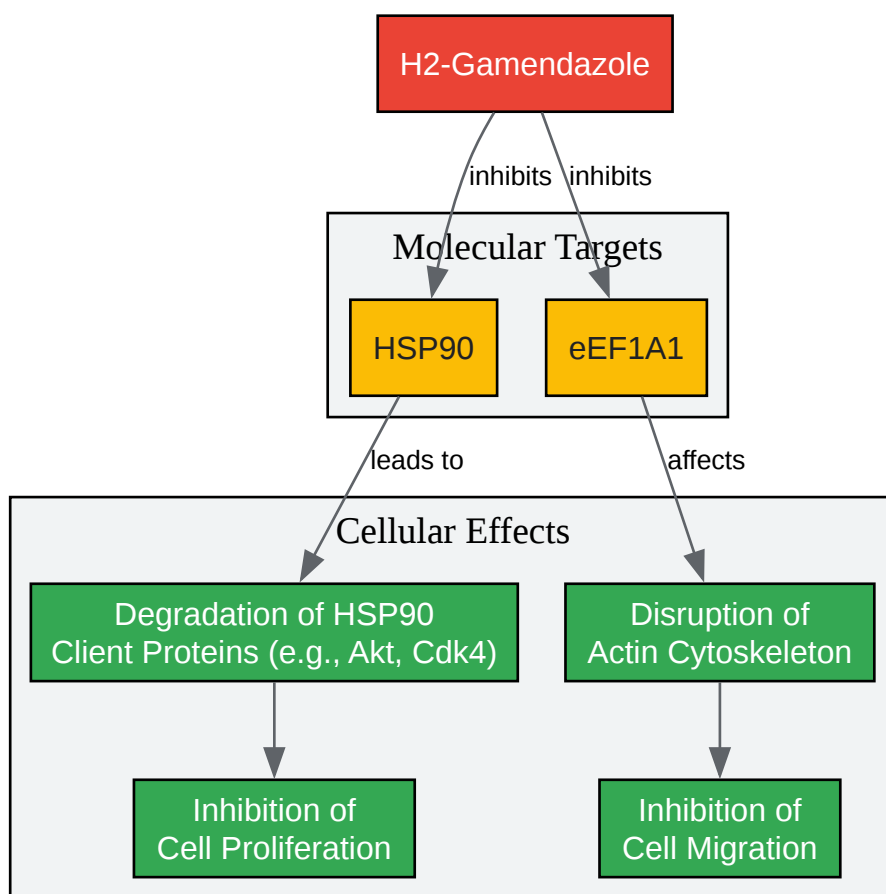 H2-Gamendazole
inhibits
inhibits
Molecular Targets
HSP90
eEF1A1
leads to
affects
Cellular Effects
Degradation of HSP90
Client Proteins (e.g., Akt, Cdk4)
Disruption of
Actin Cytoskeleton
Inhibition of
Cell Proliferation
Inhibition of
Cell Migration